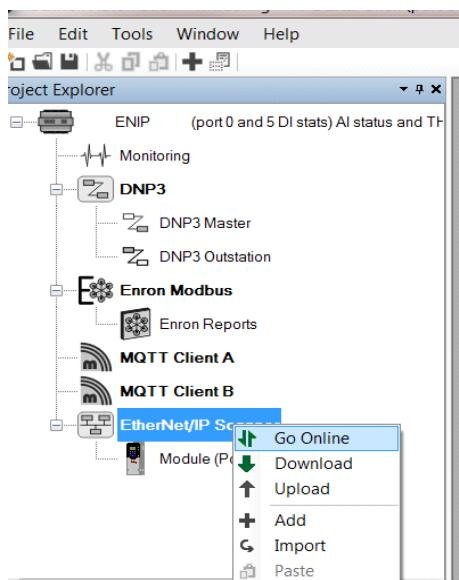 File Edit Tools Window Help
roject Explorer
ENIP (port 0 and 5 DI stats) AI status and TH
Monitoring
DNP3
DNP3 Master
DNP3 Outstation
Enron Modbus
Enron Reports
MQTT Client A
MQTT Client B
EtherNet/IP Sc
Module (Po
Go Online
Download
Upload
Add
Import
Paste